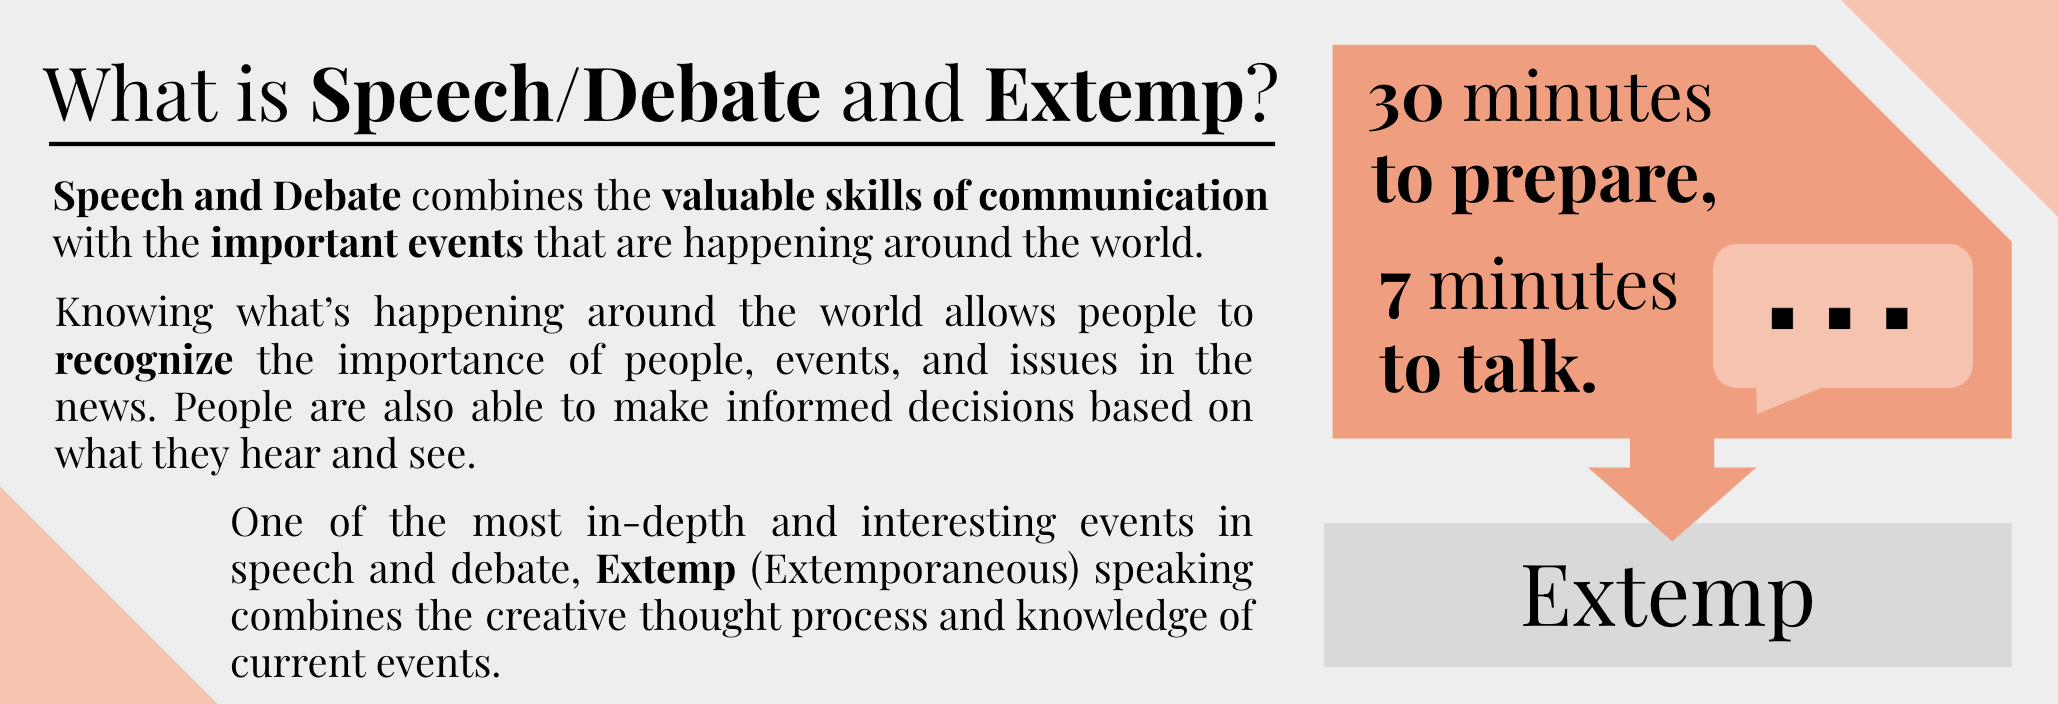 What is Speech/Debate and Extemp?
Speech and Debate combines the valuable skills of communication
with the important events that are happening around the world.
Knowing what’s happening around the world allows people to
recognize the importance of people, events, and issues in the
news. People are also able to make informed decisions based on
what they hear and see.
One of the most in-depth and interesting events in
speech and debate, Extemp (Extemporaneous) speaking
combines the creative thought process and knowledge of
current events.
30 minutes
to prepare,
7 minutes
to talk.
Extemp